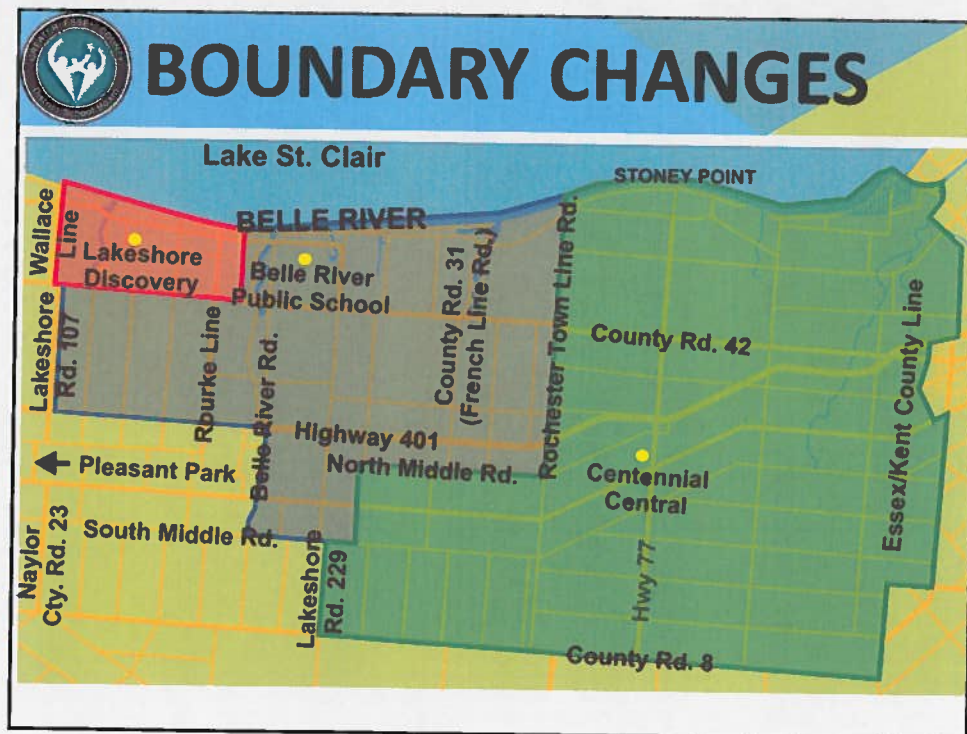 BOUNDARY CHANGES
District School Board
Lake St. Clair
STONEY POINT
Wallace
Line
BELLE RIVER
Lakeshore
Discovery
Belle River
Public School
County Rd. 31
(French Line Rd.)
Rochester Town Line Rd.
County Rd. 42
Essex/Kent County Line
Lakeshore
Rd. 107
Rourke Line
Belle River Rd.
Highway 401
North Middle Rd.
Pleasant Park
Centennial
Central
South Middle Rd.
Naylor
Cty. Rd. 23
Lakeshore
Rd. 229
Hwy 77
County Rd. 8